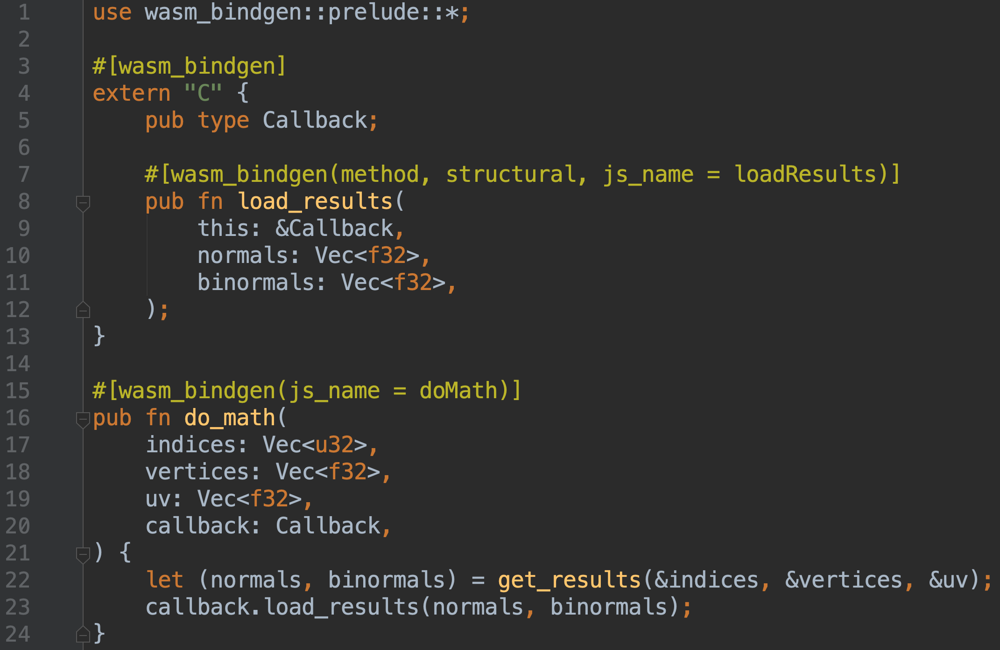 1 use wasm_bindgen::prelude::*;
2
3 #[wasm_bindgen]
4 extern "C" {
5     pub type Callback;
6
7     #[wasm_bindgen(method, structural, js_name = loadResults)]
8     pub fn load_results(
9         this: &Callback,
10         normals: Vec<f32>,
11         binormals: Vec<f32>,
12     );
13 }
14
15 #[wasm_bindgen(js_name = doMath)]
16 pub fn do_math(
17     indices: Vec<u32>,
18     vertices: Vec<f32>,
19     uv: Vec<f32>,
20     callback: Callback,
21 ) {
22     let (normals, binormals) = get_results(&indices, &vertices, &uv);
23     callback.load_results(normals, binormals);
24 }